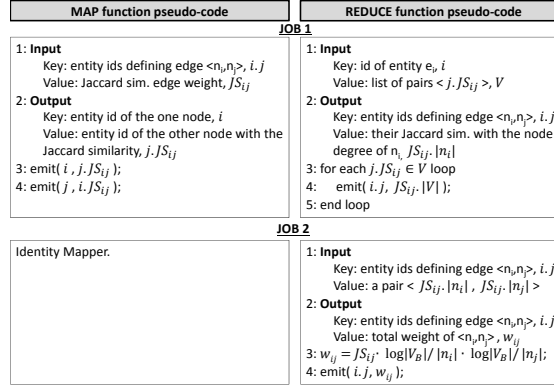 MAP function pseudo-code
REDUCE function pseudo-code
JOB 1
1: Input
Key: entity ids defining edge <nᵢ,nⱼ>, i.j
Value: Jaccard sim. edge weight, JSᵢⱼ
2: Output
Key: entity id of the one node, i
Value: entity id of the other node with the
Jaccard similarity, j.JSᵢⱼ
3: emit( i , j.JSᵢⱼ );
4: emit( j , i.JSᵢⱼ );
1: Input
Key: id of entity eᵢ, i
Value: list of pairs < j.JSᵢⱼ >, V
2: Output
Key: entity ids defining edge <nᵢ,nⱼ>, i.j
Value: their Jaccard sim. with the node
degree of nᵢ, JSᵢⱼ.|nᵢ|
3: for each j.JSᵢⱼ ∈ V loop
4: emit( i.j, JSᵢⱼ.|V| );
5: end loop
JOB 2
Identity Mapper.
1: Input
Key: entity ids defining edge <nᵢ,nⱼ>, i.j
Value: a pair < JSᵢⱼ.|nᵢ| , JSᵢⱼ.|nⱼ| >
2: Output
Key: entity ids defining edge <nᵢ,nⱼ>, i.j
Value: total weight of <nᵢ,nⱼ> , wᵢⱼ
3: wᵢⱼ = JSᵢⱼ· log|V_B|/ |nᵢ| · log|V_B|/ |nⱼ|;
4: emit( i.j, wᵢⱼ );